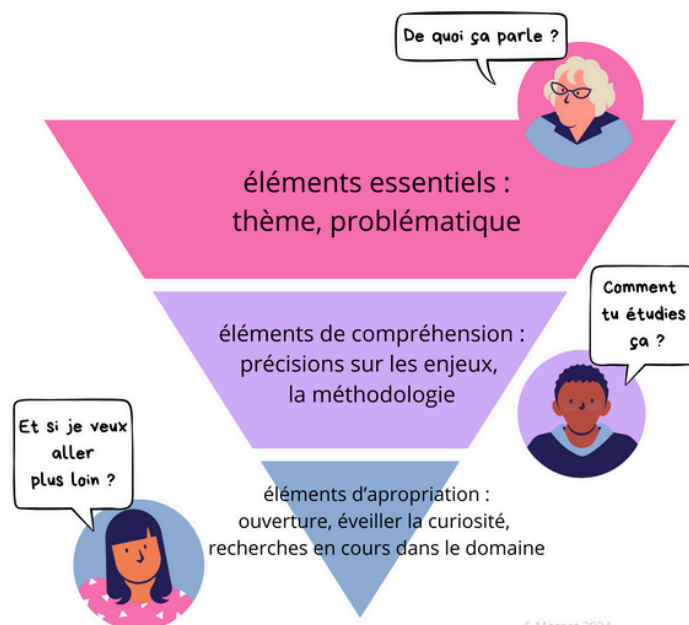 De quoi ça parle ?
éléments essentiels :
thème, problématique
Comment
tu étudies
ça ?
éléments de compréhension :
précisions sur les enjeux,
la méthodologie
Et si je veux
aller
plus loin ?
éléments d'apropriation :
ouverture, éveiller la curiosité,
recherches en cours dans le domaine